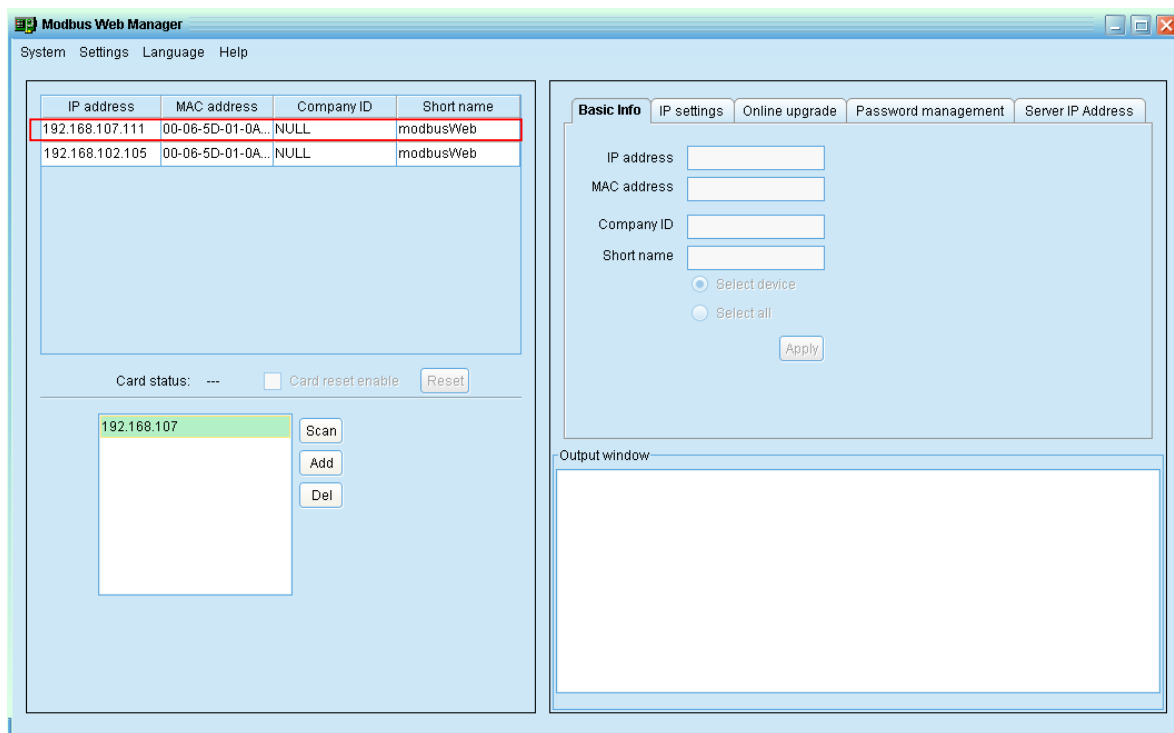 Modbus Web Manager
System Settings Language Help
IP address MAC address Company ID Short name
192.168.107.111 00-06-5D-01-0A... NULL modbusWeb
192.168.102.105 00-06-5D-01-0A... NULL modbusWeb
Card status: --- Card reset enable Reset
192.168.107
Scan
Add
Del
Basic Info IP settings Online upgrade Password management Server IP Address
IP address
MAC address
Company ID
Short name
Select device
Select all
Apply
Output window